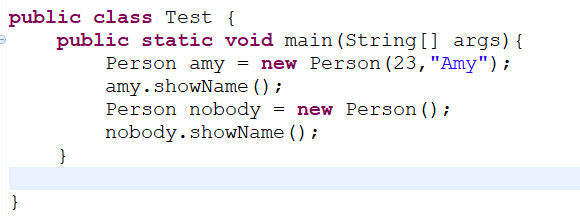 public class Test {
public static void main(String[] args){
Person amy = new Person(23,"Amy");
amy.showName();
Person nobody = new Person();
nobody.showName();
}
}